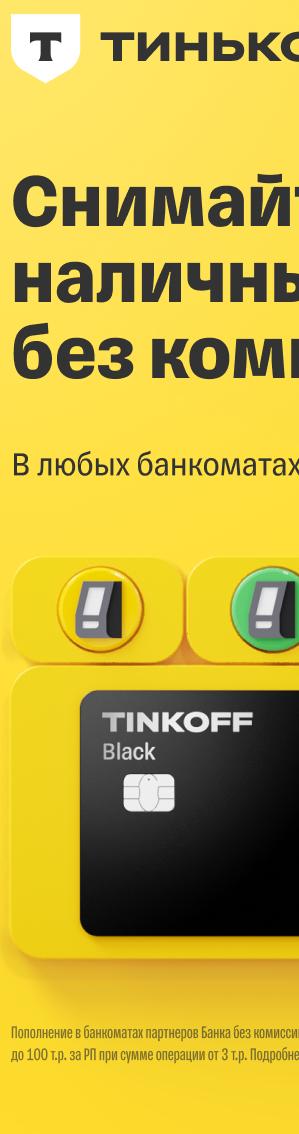 Т ТИНЬКО
Снимай
наличнь
без ком
В любых банкоматах
TINKOFF
Black
Пополнение в банкоматах партнеров Банка без комисси
до 100 т.р. за РП при сумме операции от 3 т.р. Подробне